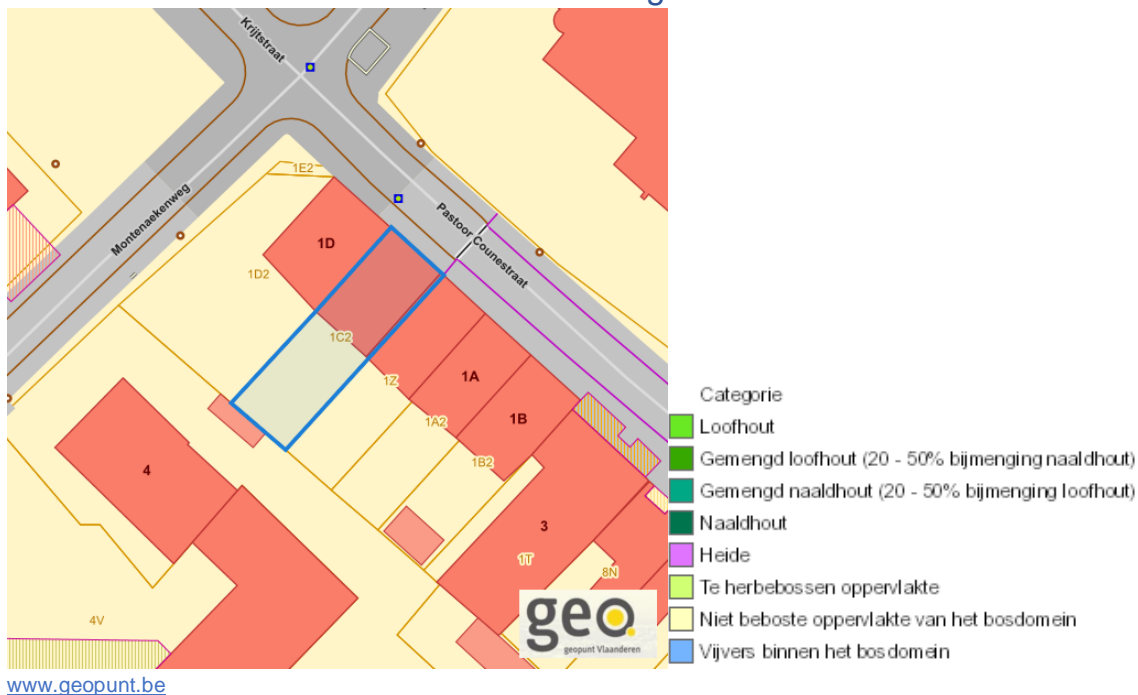 Krijtstraat
1E2
Montenaekenweg
Pastoor Counestraat
1D
1D2
1C2
1Z
1A
1A2
1B
1B2
4
3
1T
8N
4V
geo.
geopunt Vlaanderen
Categorie
Loofhout
Gemengd loofhout (20 - 50% bijmenging naaldhout)
Gemengd naaldhout (20 - 50% bijmenging loofhout)
Naaldhout
Heide
Te herbebossen oppervlakte
Niet beboste oppervlakte van het bosdomein
Vijvers binnen het bosdomein
www.geopunt.be